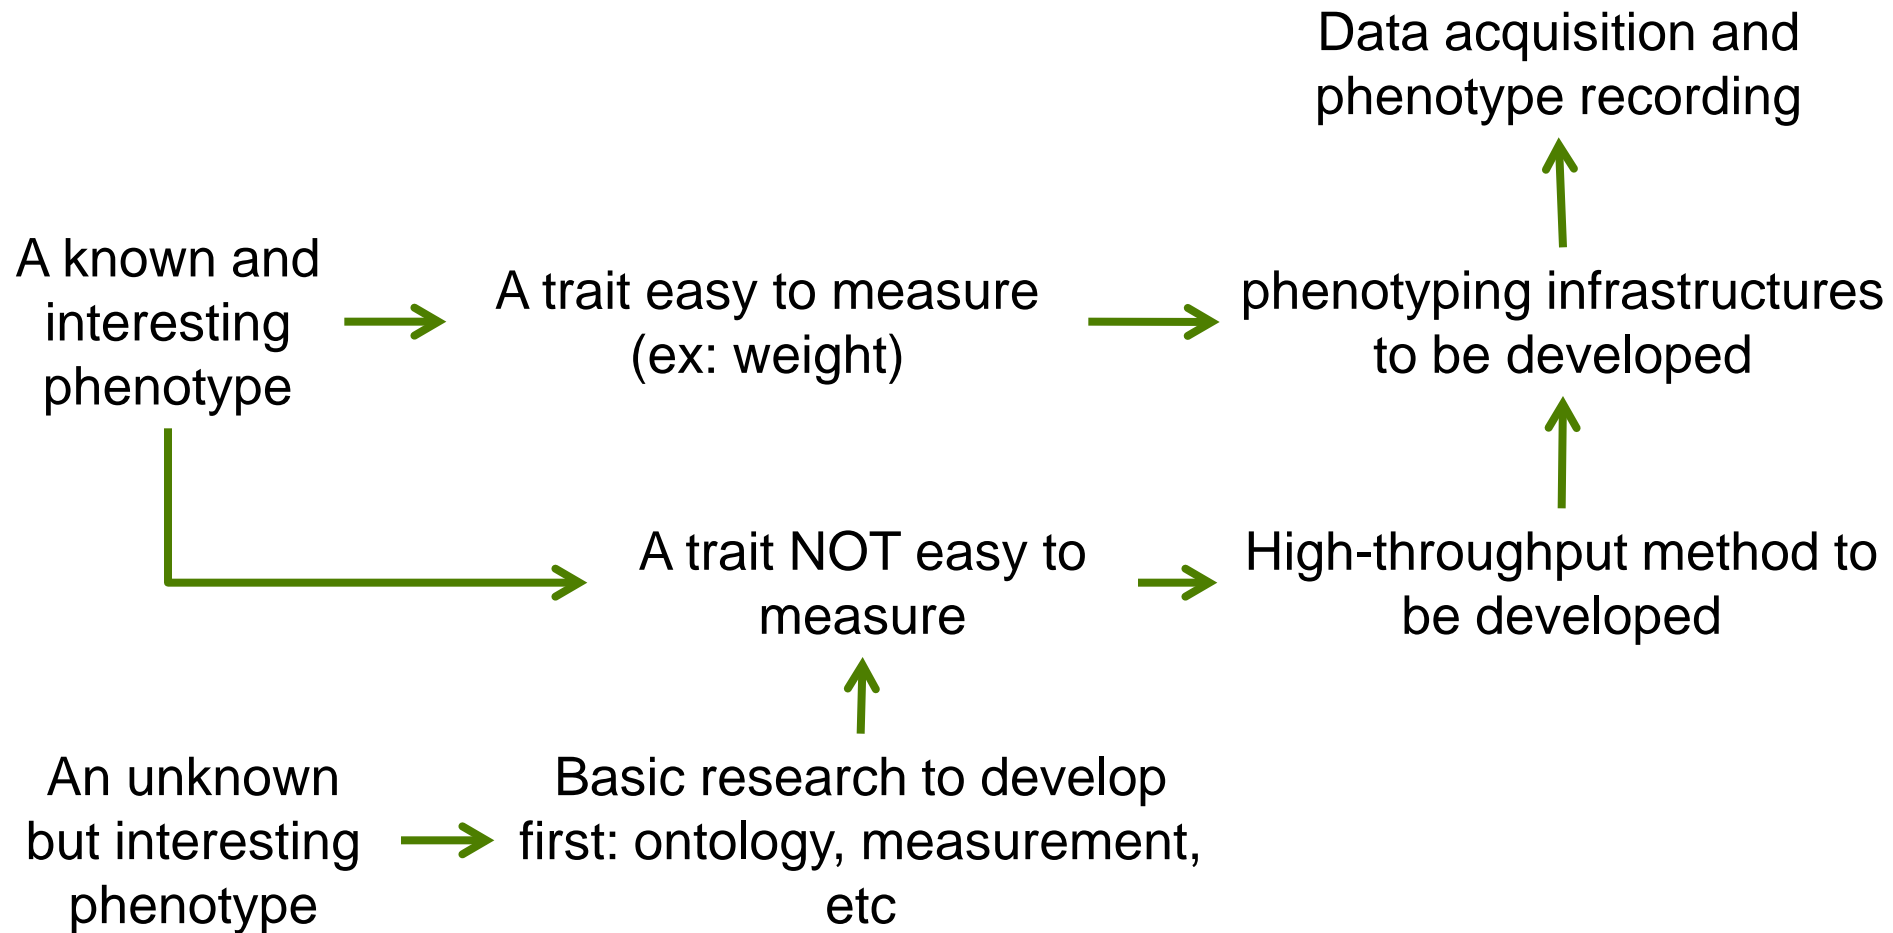 Data acquisition and
phenotype recording
A known and
interesting
phenotype
A trait easy to measure
(ex: weight)
phenotyping infrastructures
to be developed
A trait NOT easy to
measure
High-throughput method to
be developed
An unknown
but interesting
phenotype
Basic research to develop
first: ontology, measurement,
etc